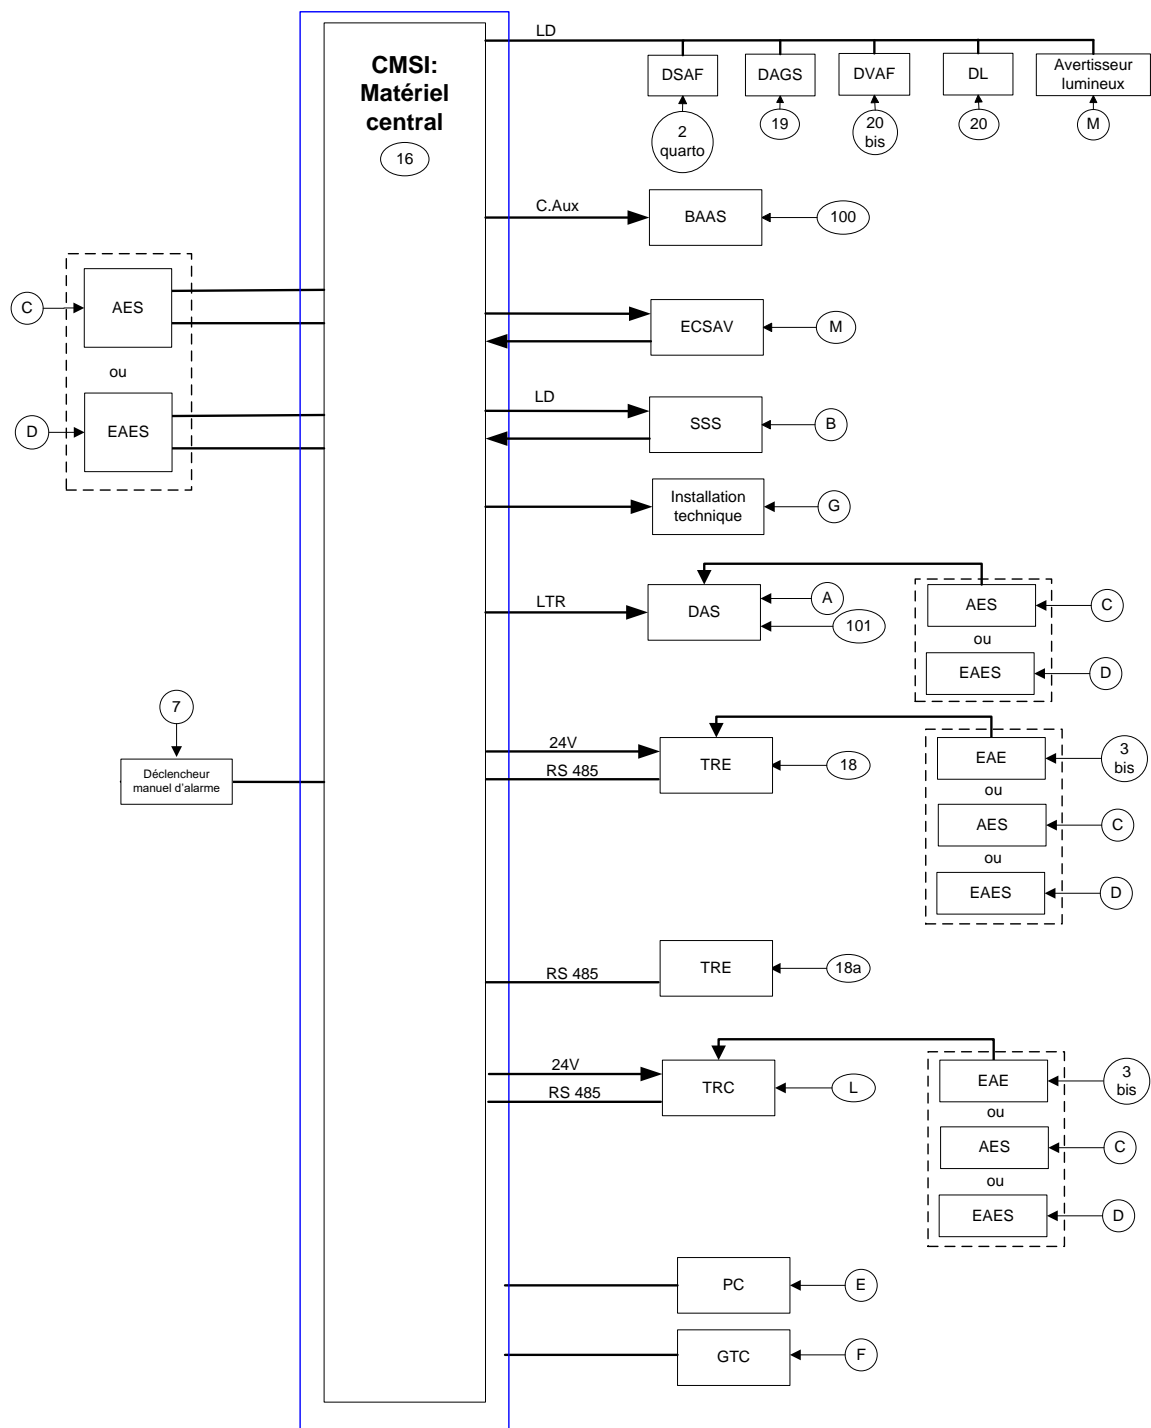 LD
CMSI:
Matériel
central
16
DSAF
DAGS
DVAF
DL
Avertisseur
lumineux
2
quarto
19
20
bis
20
M
C.Aux
BAAS
100
C
AES
ou
D
EAES
ECSAV
M
LD
SSS
B
Installation
technique
G
LTR
DAS
A
101
AES
C
ou
EAES
D
7
Déclencheur
manuel d'alarme
24V
RS 485
TRE
18
EAE
3
bis
ou
AES
C
ou
EAES
D
RS 485
TRE
18a
24V
RS 485
TRC
L
EAE
3
bis
ou
AES
C
ou
EAES
D
PC
E
GTC
F